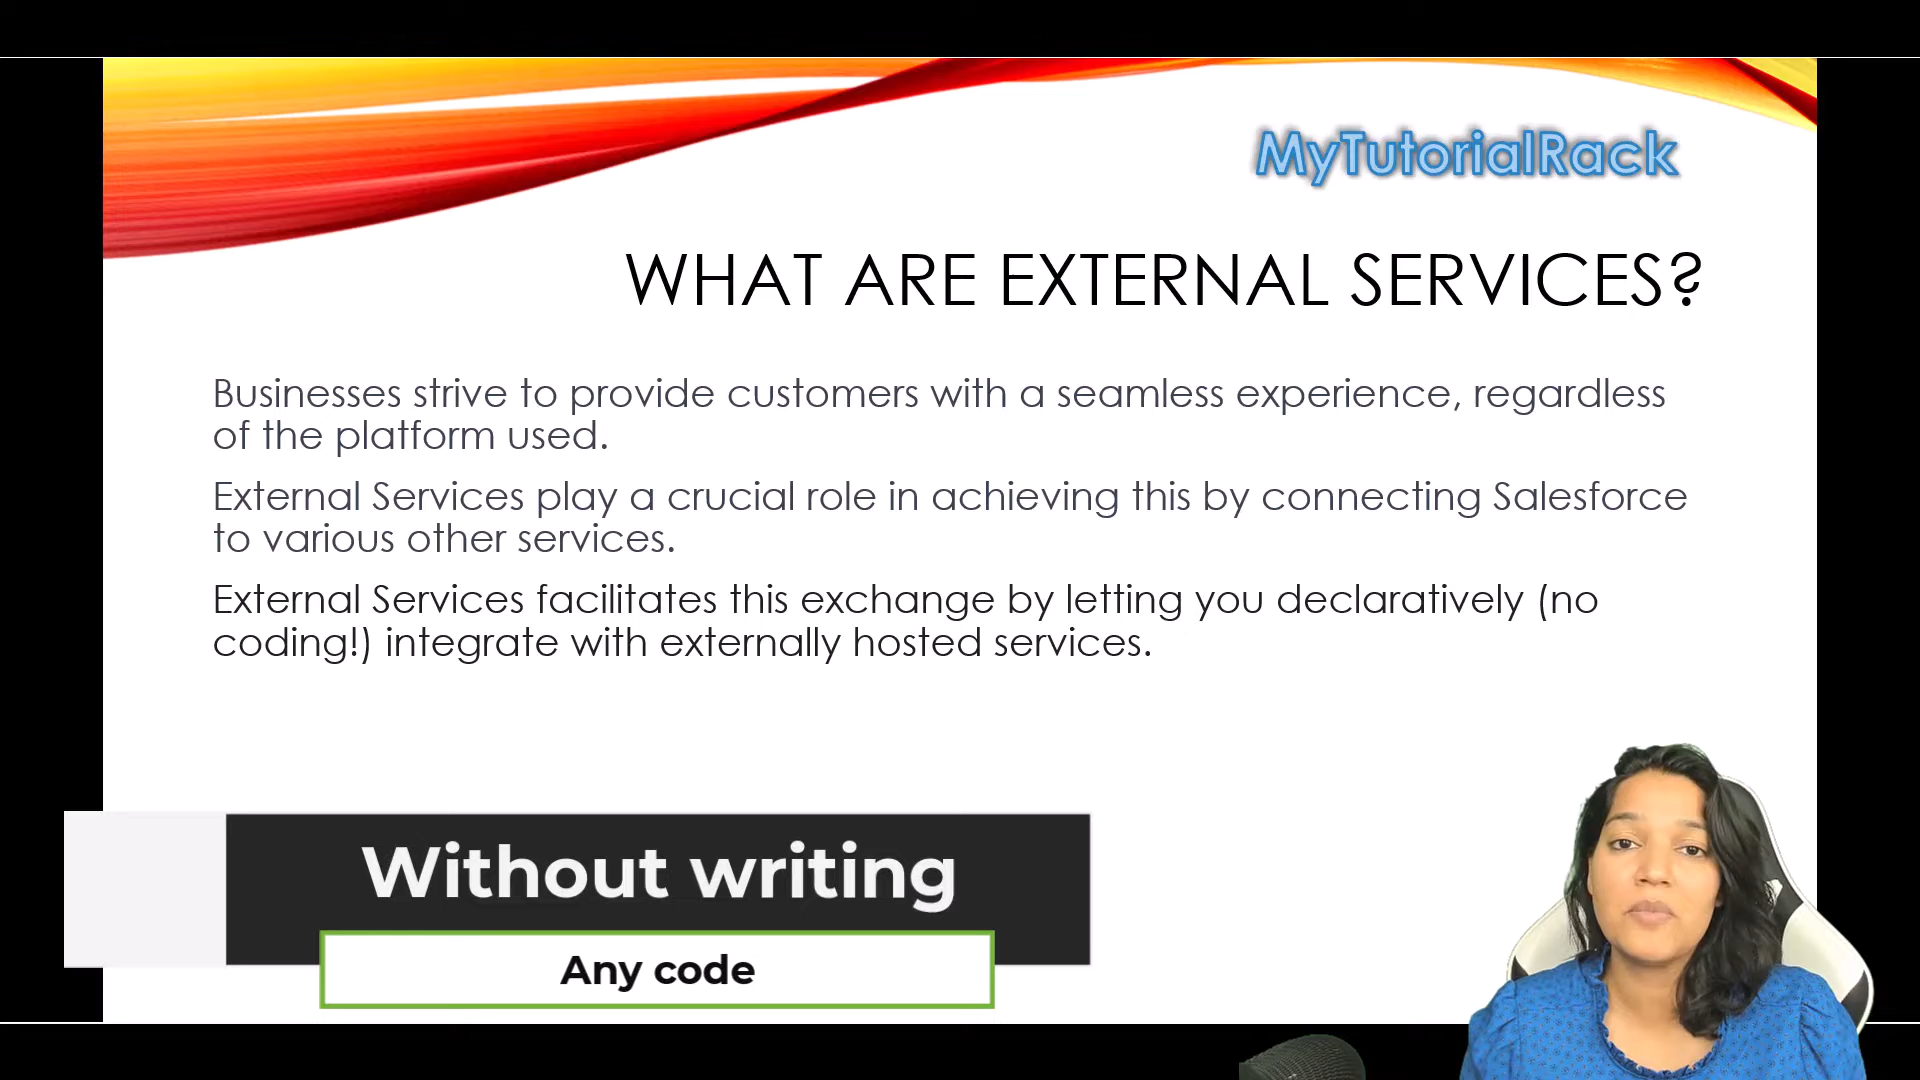 MyTutorialRack
WHAT ARE EXTERNAL SERVICES?
Businesses strive to provide customers with a seamless experience, regardless
of the platform used.
External Services play a crucial role in achieving this by connecting Salesforce
to various other services.
External Services facilitates this exchange by letting you declaratively (no
coding!) integrate with externally hosted services.
Without writing
Any code